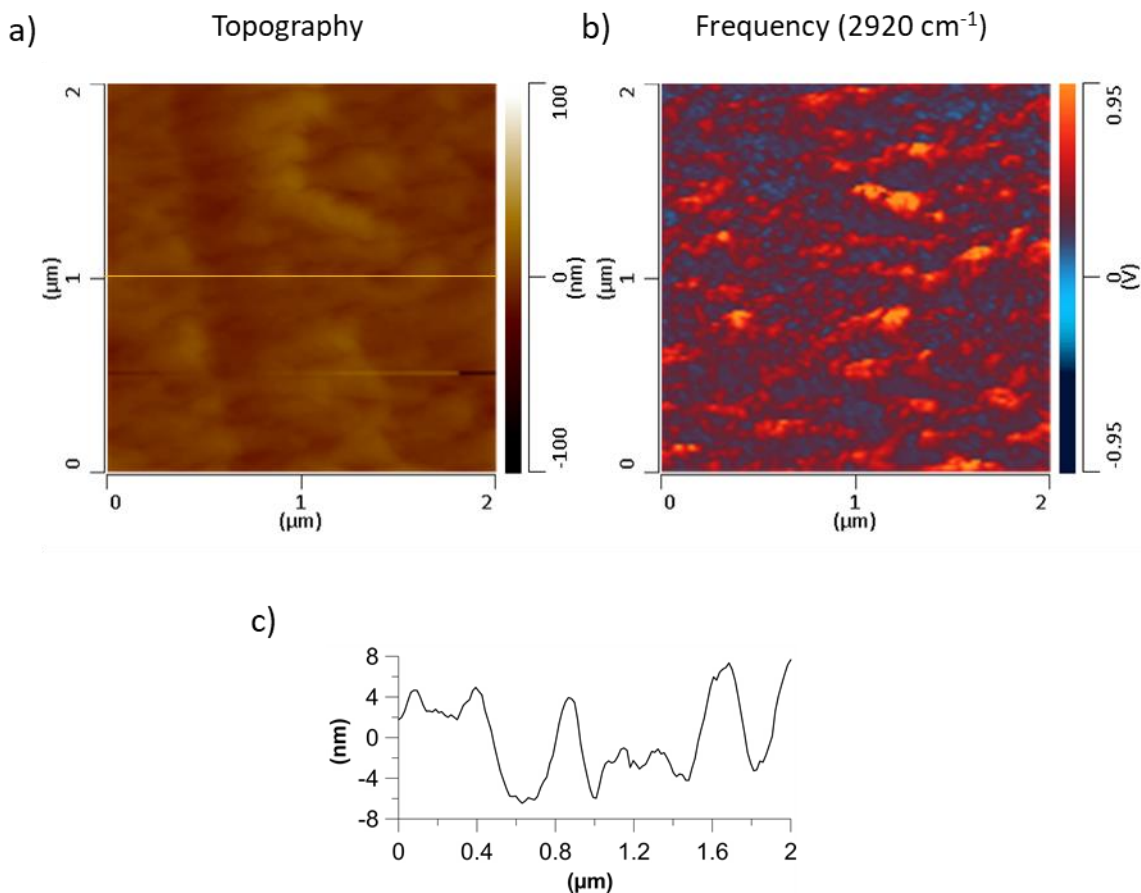 a)
Topography
b)
Frequency (2920 cm⁻¹)
2
1
0
(µm)
0
1
2
(µm)
100
0
(nm)
-100
2
1
0
(µm)
0
1
2
(µm)
0.95
0
(V)
-0.95
c)
8
4
0
-4
-8
(nm)
0
0.4
0.8
1.2
1.6
2
(µm)